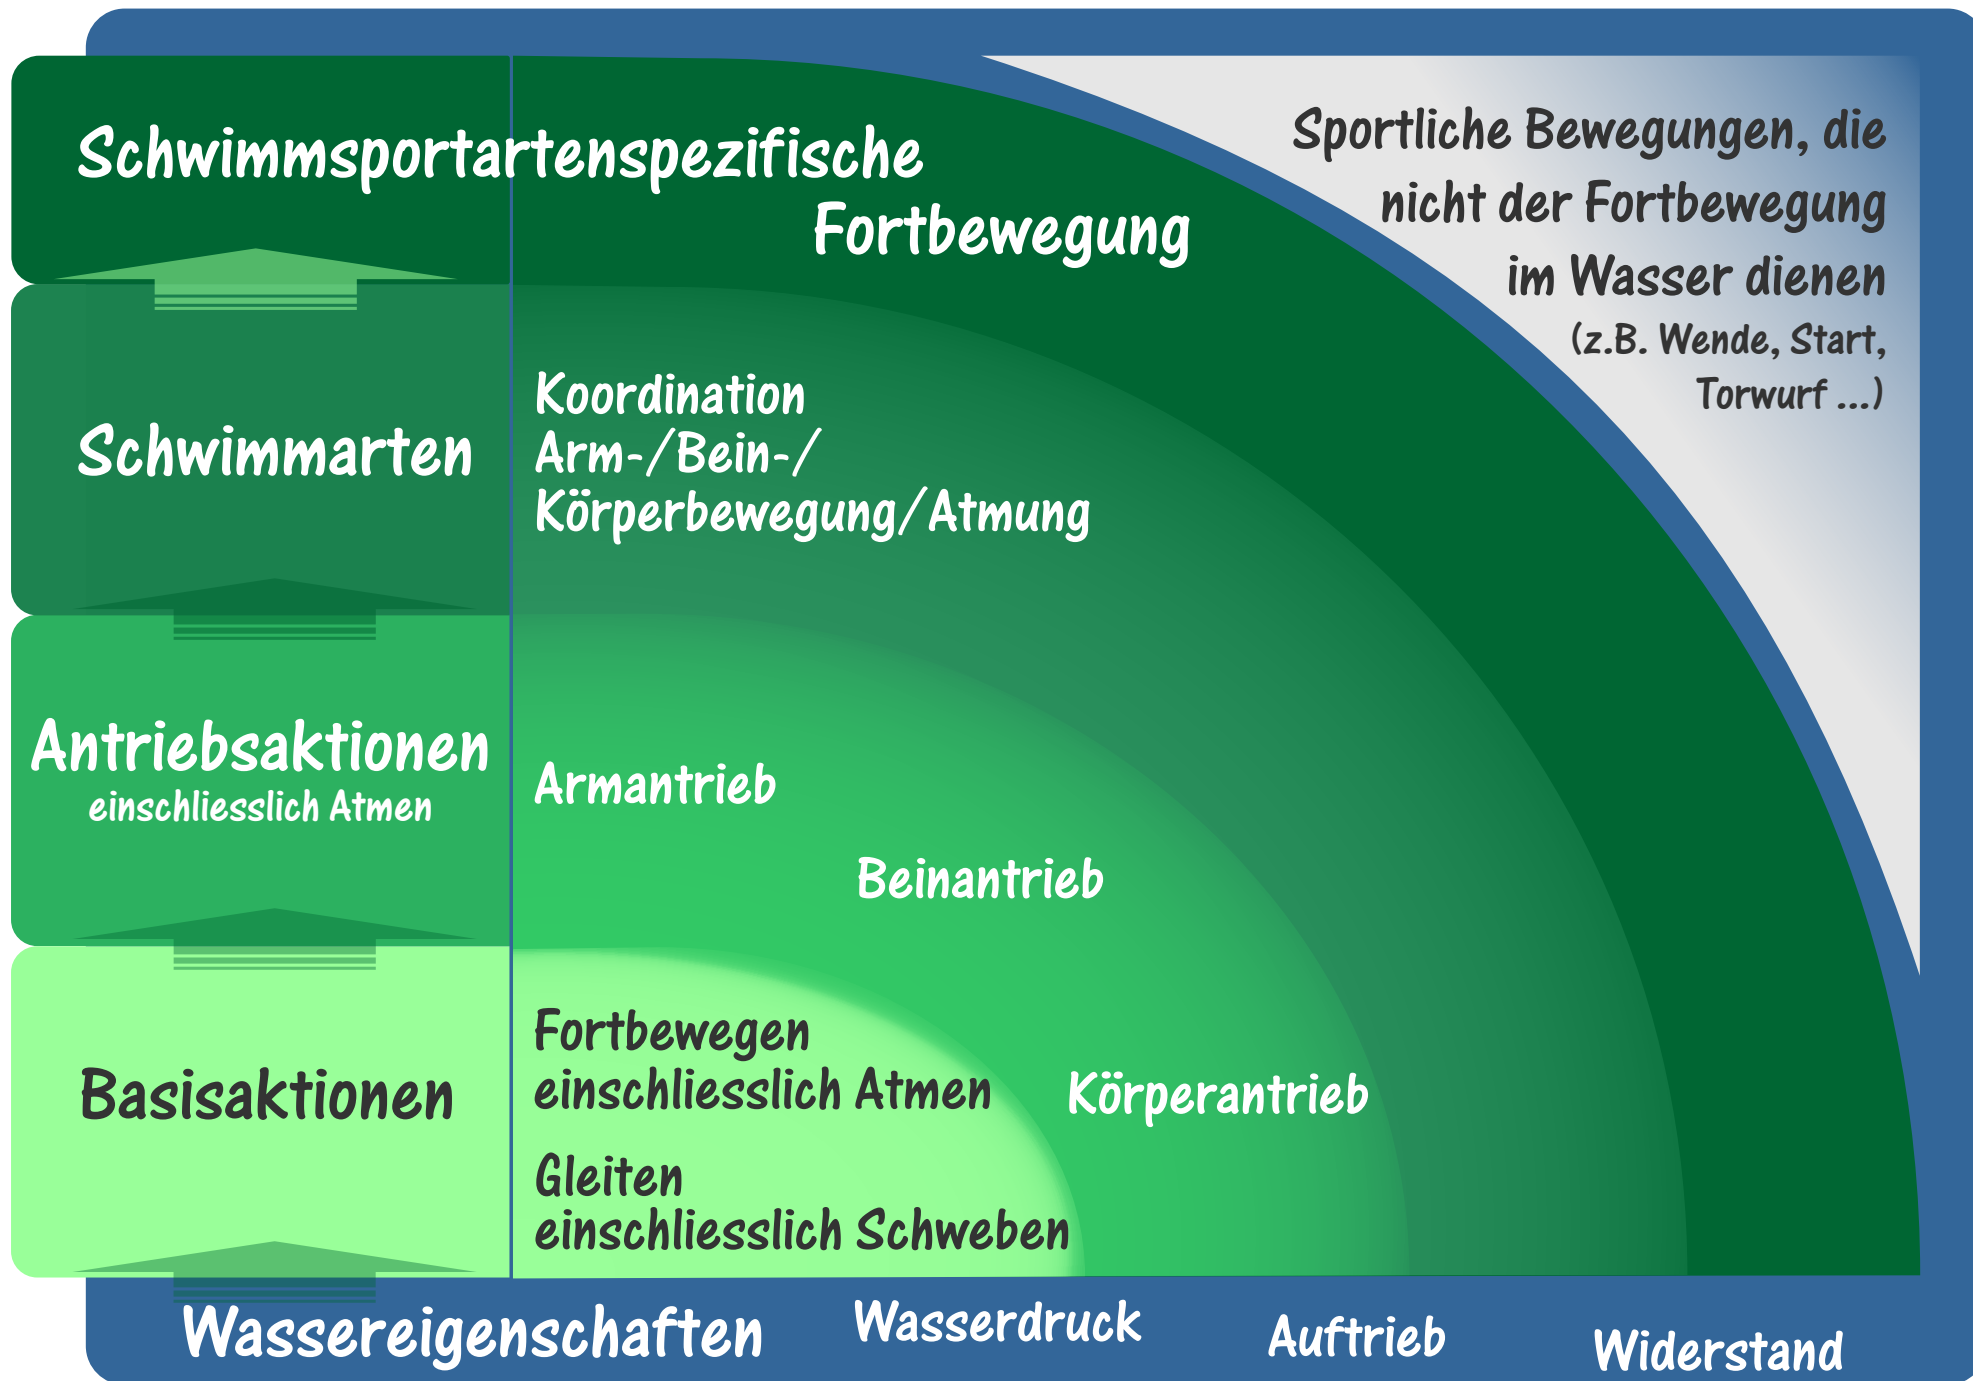 Schwimmsportartenspezifische
Fortbewegung
Sportliche Bewegungen, die
nicht der Fortbewegung
im Wasser dienen
(z.B. Wende, Start,
Torwurf ...)
Schwimmarten
Koordination
Arm-/Bein-/
Körperbewegung/Atmung
Antriebsaktionen
einschliesslich Atmen
Armantrieb
Beinantrieb
Körperantrieb
Basisaktionen
Fortbewegen
einschliesslich Atmen
Gleiten
einschliesslich Schweben
Wassereigenschaften
Wasserdruck
Auftrieb
Widerstand